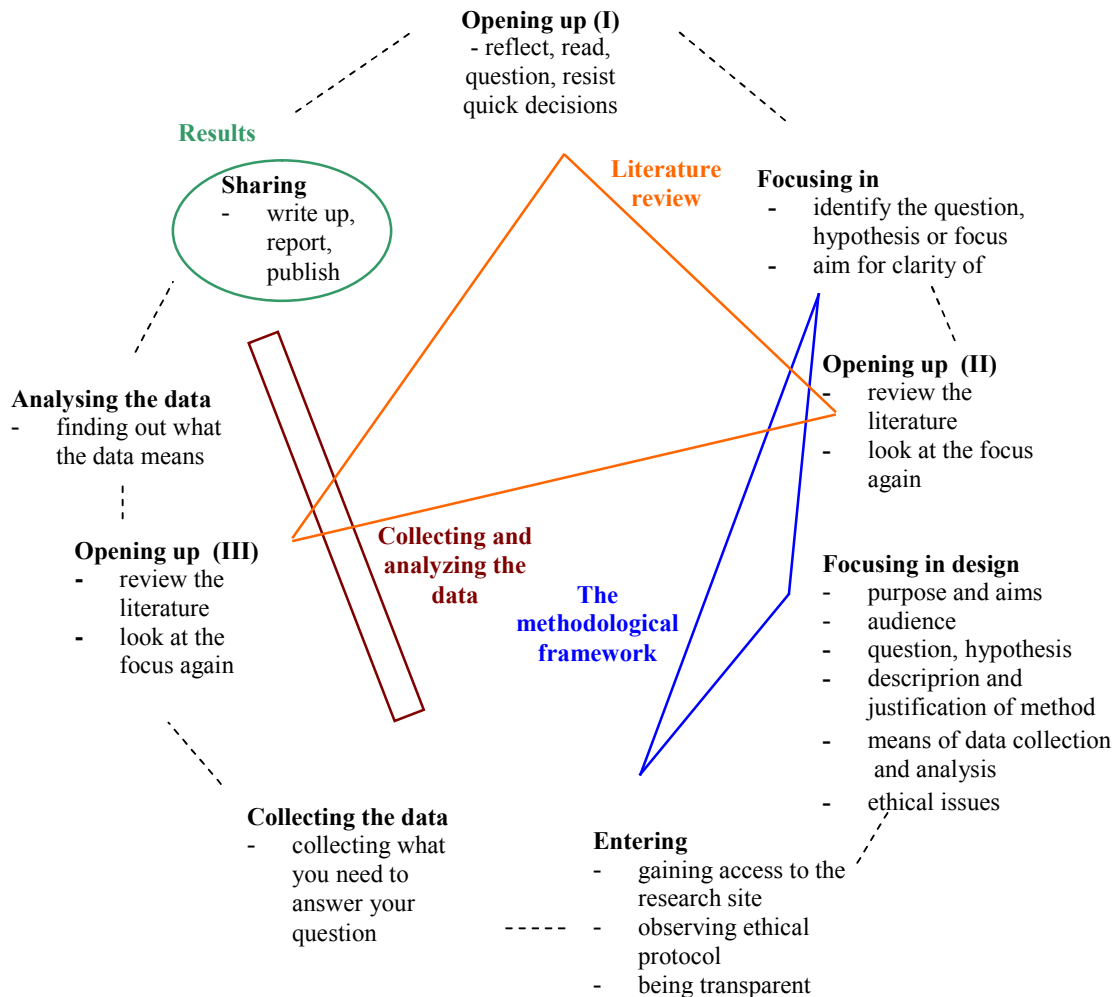 Opening up (I)
- reflect, read,
question, resist
quick decisions
Results
Sharing
- write up,
report,
publish
Literature
review
Focusing in
- identify the question,
hypothesis or focus
- aim for clarity of
Opening up (II)
- review the
literature
- look at the focus
again
Analysing the data
- finding out what
the data means
Opening up (III)
- review the
literature
- look at the
focus again
Collecting and
analyzing the
data
The
methodological
framework
Focusing in design
- purpose and aims
- audience
- question, hypothesis
- descriprion and
justification of method
- means of data collection
and analysis
- ethical issues
Collecting the data
- collecting what
you need to
answer your
question
Entering
- gaining access to the
research site
- observing ethical
protocol
- being transparent